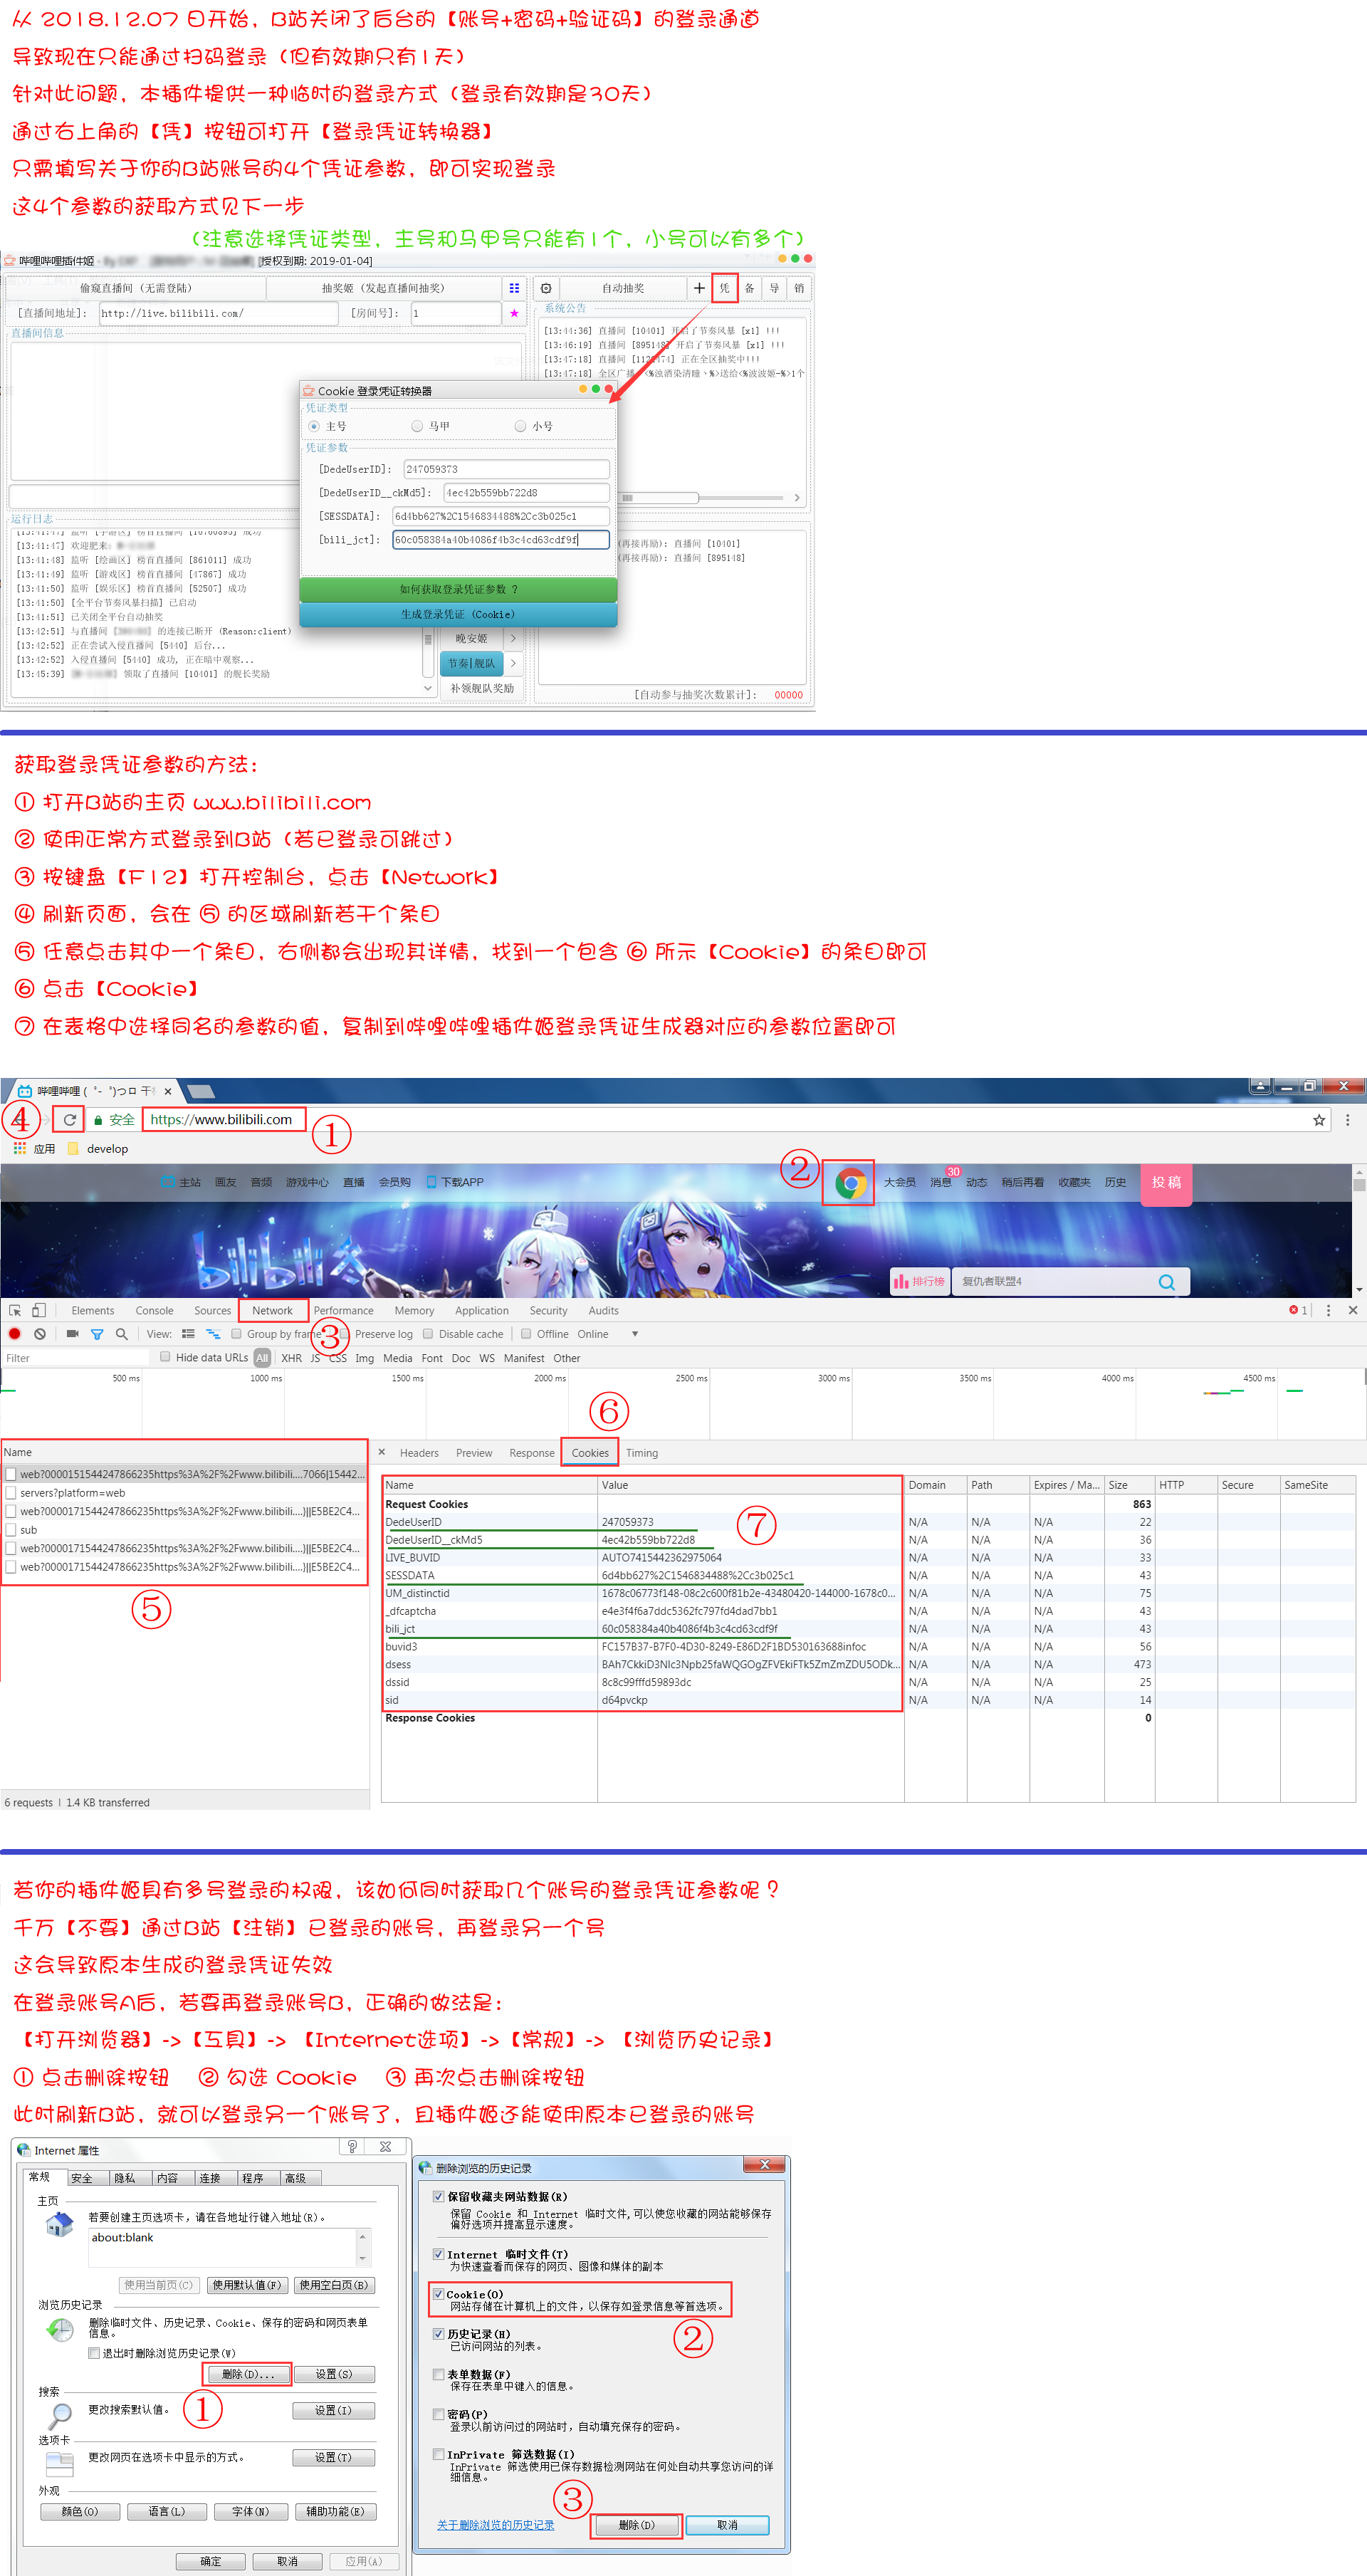 从 2018.12.07 日开始，B站关闭了后台的【账号+密码+验证码】的登录通道
导致现在只能通过扫码登录（但有效期只有1天）
针对此问题，本插件提供一种临时的登录方式（登录有效期是30天）
通过右上角的【凭】按钮可打开【登录凭证转换器】
只需填写关于你的B站账号的4个凭证参数，即可实现登录
这4个参数的获取方式见下一步
（注意选择凭证类型，主号和马甲号只能有1个，小号可以有多个）
哔哩哔哩插件姬 - By EXP
[授权到期: 2019-01-04]
偷窥直播间 (无需登陆)
抽奖姬 (发起直播间抽奖)
自动抽奖
+
凭
备
导
销
[直播间地址]:
http://live.bilibili.com/
[房间号]:
1
直播间信息
系统公告
[13:44:36] 直播间 [10401] 开启了节奏风暴 [x1] !!!
[13:46:19] 直播间 [895148] 开启了节奏风暴 [x1] !!!
[13:47:18] 直播间 [112 474] 正在全区抽奖中!!!
[13:47:18] 全区广播: <%浊酒染清瞳丶%>送给<%波波姬-%>1个
Cookie 登录凭证转换器
凭证类型
主号
马甲
小号
凭证参数
[DedeUserID]:
247059373
[DedeUserID__ckMd5]:
4ec42b559bb722d8
[SESSDATA]:
6d4bb627%2C1546834488%2Cc3b025c1
[bili_jct]:
60c058384a40b4086f4b3c4cd63cdf9f
如何获取登录凭证参数 ?
生成登录凭证 (Cookie)
运行日志
[13:41:47] 监听 [手游区] 榜首直播间 [10766895] 成功
[13:41:47] 欢迎肥来:
[13:41:48] 监听 [绘画区] 榜首直播间 [861011] 成功
[13:41:49] 监听 [游戏区] 榜首直播间 [47867] 成功
[13:41:50] 监听 [娱乐区] 榜首直播间 [52507] 成功
[13:41:50] [全平台节奏风暴扫描] 已启动
[13:41:51] 已关闭全平台自动抽奖
[13:42:51] 与直播间 的连接已断开 (Reason:client)
[13:42:52] 正在尝试入侵直播间 [5440] 后台...
[13:42:52] 入侵直播间 [5440] 成功, 正在暗中观察...
[13:45:39] 领取了直播间 [10401] 的舰长奖励
(再接再励): 直播间 [10401]
(再接再励): 直播间 [895148]
晚安姬 >
节奏|舰队 >
补领舰队奖励
[自动参与抽奖次数累计]: 00000
获取登录凭证参数的方法：
① 打开B站的主页 www.bilibili.com
② 使用正常方式登录到B站（若已登录可跳过）
③ 按键盘【F12】打开控制台，点击【Network】
④ 刷新页面，会在 ⑤ 的区域刷新若干个条目
⑤ 任意点击其中一个条目，右侧都会出现其详情，找到一个包含 ⑥ 所示【Cookie】的条目即可
⑥ 点击【Cookie】
⑦ 在表格中选择同名的参数的值，复制到哔哩哔哩插件姬登录凭证生成器对应的参数位置即可
哔哩哔哩 ( ゜- ゜)つロ 干
④
安全
https://www.bilibili.com
①
应用
develop
主站 画友 音频 游戏中心 直播 会员购 下载APP
②
大会员 消息 30 动态 稍后再看 收藏夹 历史 投稿
bilibili
排行榜
复仇者联盟4
Elements Console Sources Network Performance Memory Application Security Audits
1
View: Group by frame Preserve log Disable cache Offline Online
③
Filter Hide data URLs All XHR JS CSS Img Media Font Doc WS Manifest Other
500 ms 1000 ms 1500 ms 2000 ms 2500 ms 3000 ms 3500 ms 4000 ms 4500 ms
⑥
Name
web?0000151544247866235https%3A%2F%2Fwww.bilibili....7066|15442...
servers?platform=web
web?0000171544247866235https%3A%2F%2Fwww.bilibili....}||E5BE2C4...
sub
web?0000171544247866235https%3A%2F%2Fwww.bilibili....}||E5BE2C4...
web?0000171544247866235https%3A%2F%2Fwww.bilibili....}||E5BE2C4...
⑤
6 requests | 1.4 KB transferred
× Headers Preview Response Cookies Timing
Name Value Domain Path Expires / Ma... Size HTTP Secure SameSite
Request Cookies 863
DedeUserID 247059373 N/A N/A N/A 22
DedeUserID__ckMd5 4ec42b559bb722d8 N/A N/A N/A 36
LIVE_BUVID AUTO7415442362975064 N/A N/A N/A 33
SESSDATA 6d4bb627%2C1546834488%2Cc3b025c1 N/A N/A N/A 43
UM_distinctid 1678c06773f148-08c2c600f81b2e-43480420-144000-1678c0... N/A N/A N/A 75
_dfcaptcha e4e3f4f6a7ddc5362fc797fd4dad7bb1 N/A N/A N/A 43
bili_jct 60c058384a40b4086f4b3c4cd63cdf9f N/A N/A N/A 43
buvid3 FC157B37-B7F0-4D30-8249-E86D2F1BD530163688infoc N/A N/A N/A 56
dsess BAh7CkkiD3Nlc3Npb25faWQGOgZFVEkiFTk5ZmZmZDU5ODk... N/A N/A N/A 473
dssid 8c8c99fffd59893dc N/A N/A N/A 25
sid d64pvckp N/A N/A N/A 14
Response Cookies 0
⑦
若你的插件姬具有多号登录的权限，该如何同时获取几个账号的登录凭证参数呢？
千万【不要】通过B站【注销】已登录的账号，再登录另一个号
这会导致原本生成的登录凭证失效
在登录账号A后，若要再登录账号B，正确的做法是：
【打开浏览器】->【工具】-> 【Internet选项】->【常规】-> 【浏览历史记录】
① 点击删除按钮 ② 勾选 Cookie ③ 再次点击删除按钮
此时刷新B站，就可以登录另一个账号了，且插件姬还能使用原本已登录的账号
Internet 属性
常规 安全 隐私 内容 连接 程序 高级
主页
若要创建主页选项卡，请在各地址行键入地址(R)。
about:blank
使用当前页(C) 使用默认值(F) 使用空白页(B)
浏览历史记录
删除临时文件、历史记录、Cookie、保存的密码和网页表单
信息。
退出时删除浏览历史记录(W)
删除(D)... 设置(S)
①
搜索
更改搜索默认值。
设置(I)
选项卡
更改网页在选项卡中显示的方式。
设置(T)
外观
颜色(O) 语言(L) 字体(N) 辅助功能(E)
确定 取消 应用(A)
删除浏览的历史记录
保留收藏夹网站数据(R)
保留 Cookie 和 Internet 临时文件,可以使您收藏的网站能够保存
偏好选项并提高显示速度。
Internet 临时文件(T)
为快速查看而保存的网页、图像和媒体的副本
Cookie(O)
网站存储在计算机上的文件，以保存如登录信息等首选项。
②
历史记录(H)
已访问网站的列表。
表单数据(F)
保存在表单中键入的信息。
密码(P)
登录以前访问过的网站时，自动填充保存的密码。
InPrivate 筛选数据(I)
InPrivate 筛选使用已保存数据检测网站在何处自动共享您访问的详
细信息。
③
关于删除浏览的历史记录
删除(D) 取消